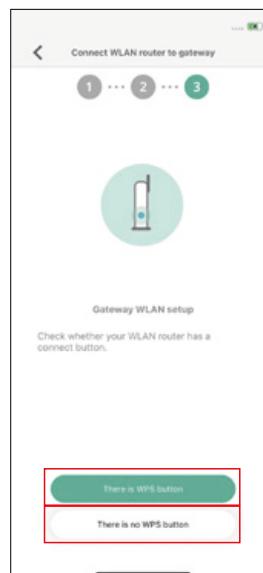 Connect WLAN router to gateway
1 ··· 2 ··· 3
Gateway WLAN setup
Check whether your WLAN router has a
connect button.
There is WPS button
There is no WPS button